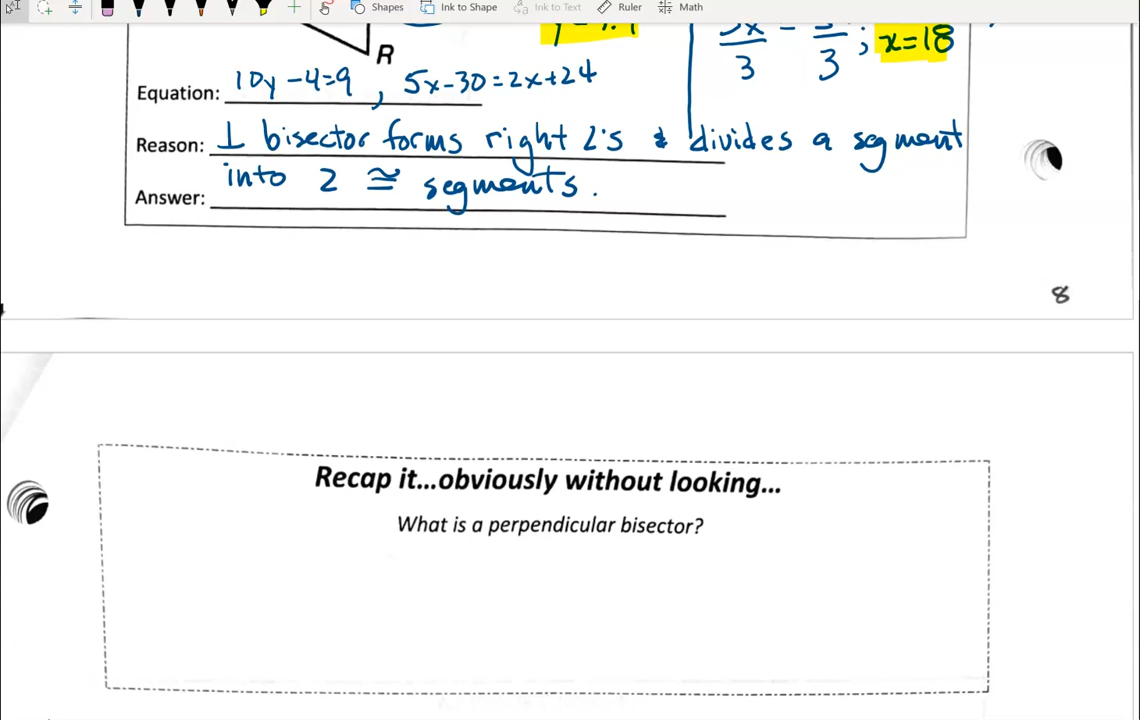 Shapes Ink to Shape Ink to Text Ruler Math
3 3 ; x=18
R
Equation: 10y-4=9, 5x-30=2x+24
Reason: ⊥ bisector forms right ∠'s & divides a segment
into 2 ≅ segments.
Answer:
8
Recap it...obviously without looking...
What is a perpendicular bisector?